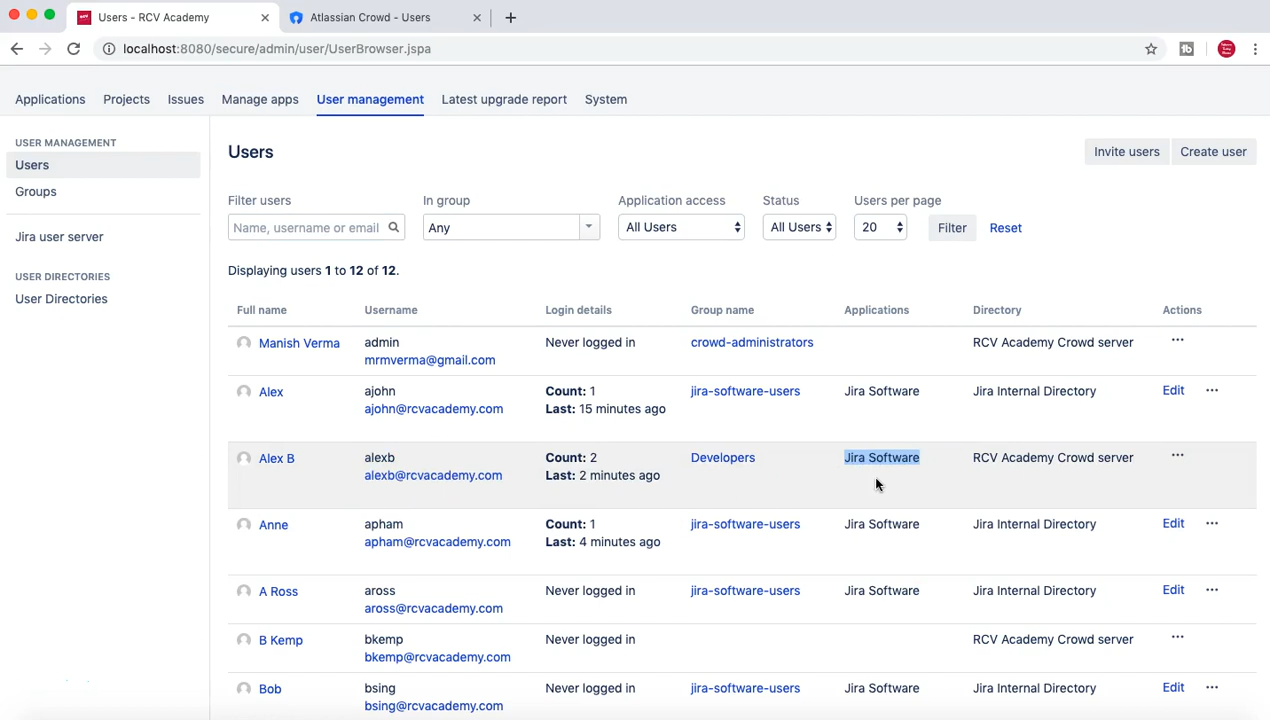 Users - RCV Academy
Atlassian Crowd - Users
localhost:8080/secure/admin/user/UserBrowser.jspa
Applications Projects Issues Manage apps User management Latest upgrade report System
USER MANAGEMENT
Users
Groups
Jira user server
USER DIRECTORIES
User Directories
Users
Invite users Create user
Filter users In group Application access Status Users per page
Name, username or email Any All Users All Users 20 Filter Reset
Displaying users 1 to 12 of 12.
Full name Username Login details Group name Applications Directory Actions
Manish Verma admin Never logged in crowd-administrators RCV Academy Crowd server
mrmverma@gmail.com
Alex ajohn Count: 1 jira-software-users Jira Software Jira Internal Directory Edit
ajohn@rcvacademy.com Last: 15 minutes ago
Alex B alexb Count: 2 Developers Jira Software RCV Academy Crowd server
alexb@rcvacademy.com Last: 2 minutes ago
Anne apham Count: 1 jira-software-users Jira Software Jira Internal Directory Edit
apham@rcvacademy.com Last: 4 minutes ago
A Ross aross Never logged in jira-software-users Jira Software Jira Internal Directory Edit
aross@rcvacademy.com
B Kemp bkemp Never logged in RCV Academy Crowd server
bkemp@rcvacademy.com
Bob bsing Never logged in jira-software-users Jira Software Jira Internal Directory Edit
bsing@rcvacademy.com